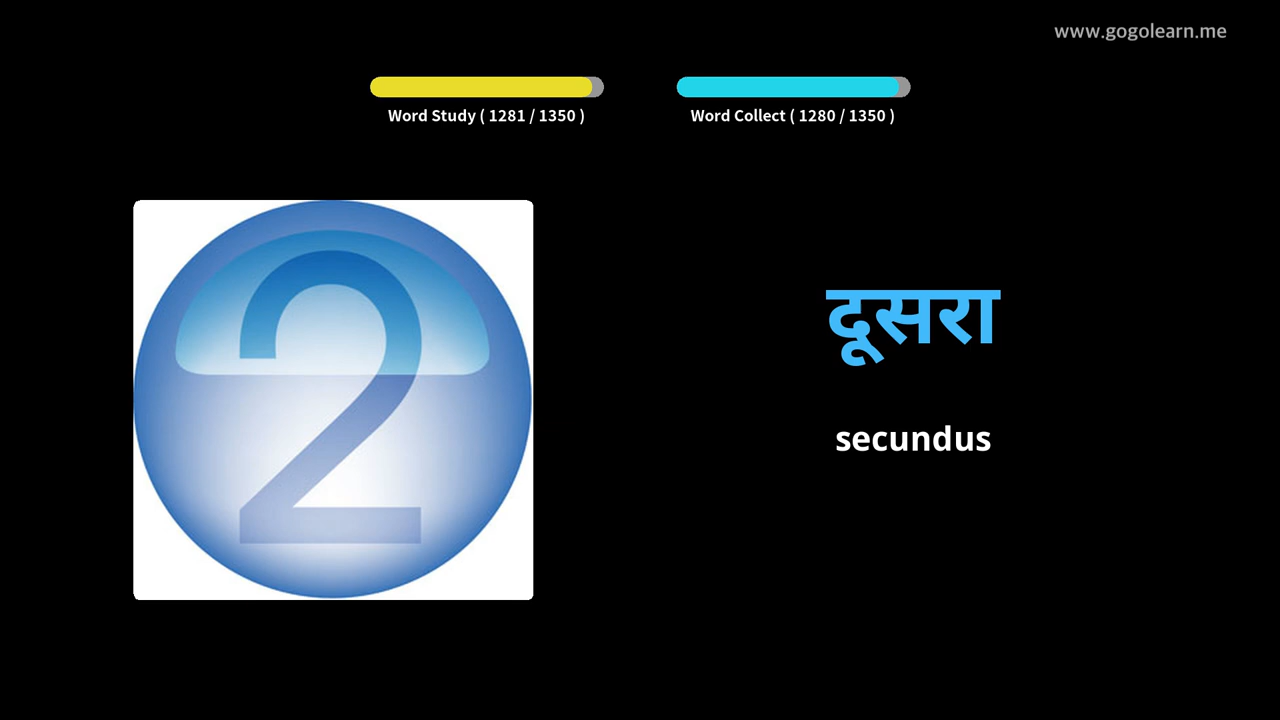 www.gogolearn.me
Word Study ( 1281 / 1350 )
Word Collect ( 1280 / 1350 )
2
दूसरा
secundus